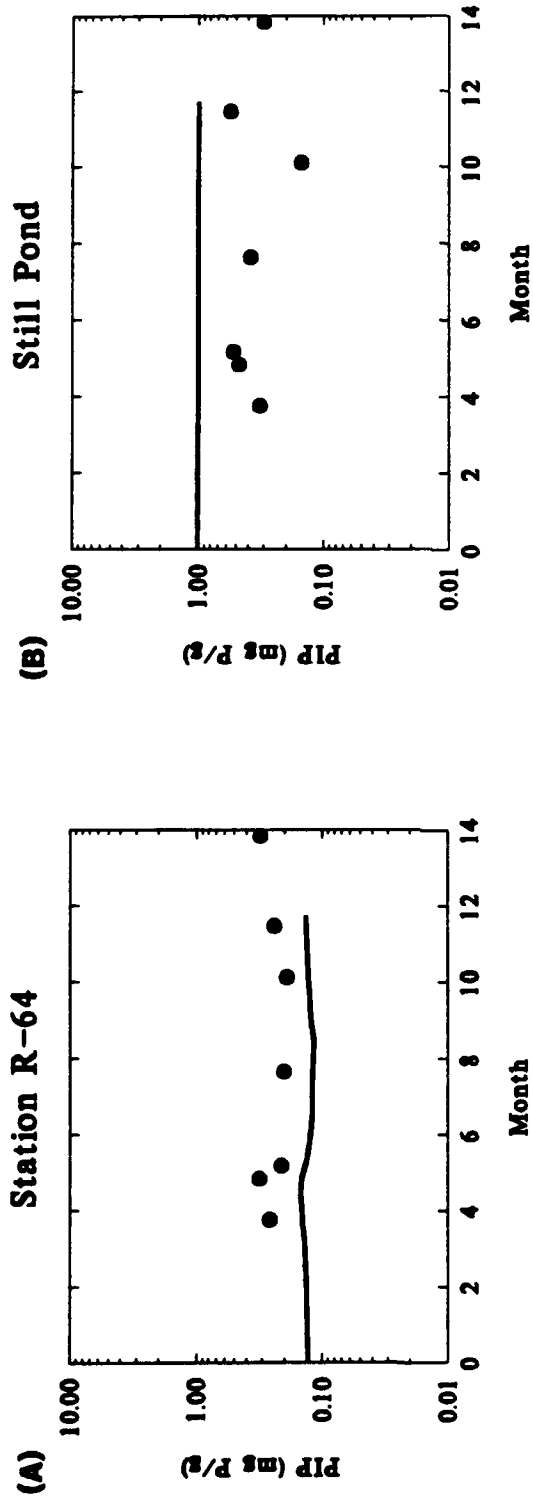 (A)
Station R-64
10.00
1.00
0.10
0.01
PIP (mg P/g)
0 2 4 6 8 10 12 14
Month
(B)
Still Pond
10.00
1.00
0.10
0.01
PIP (mg P/g)
0 2 4 6 8 10 12 14
Month